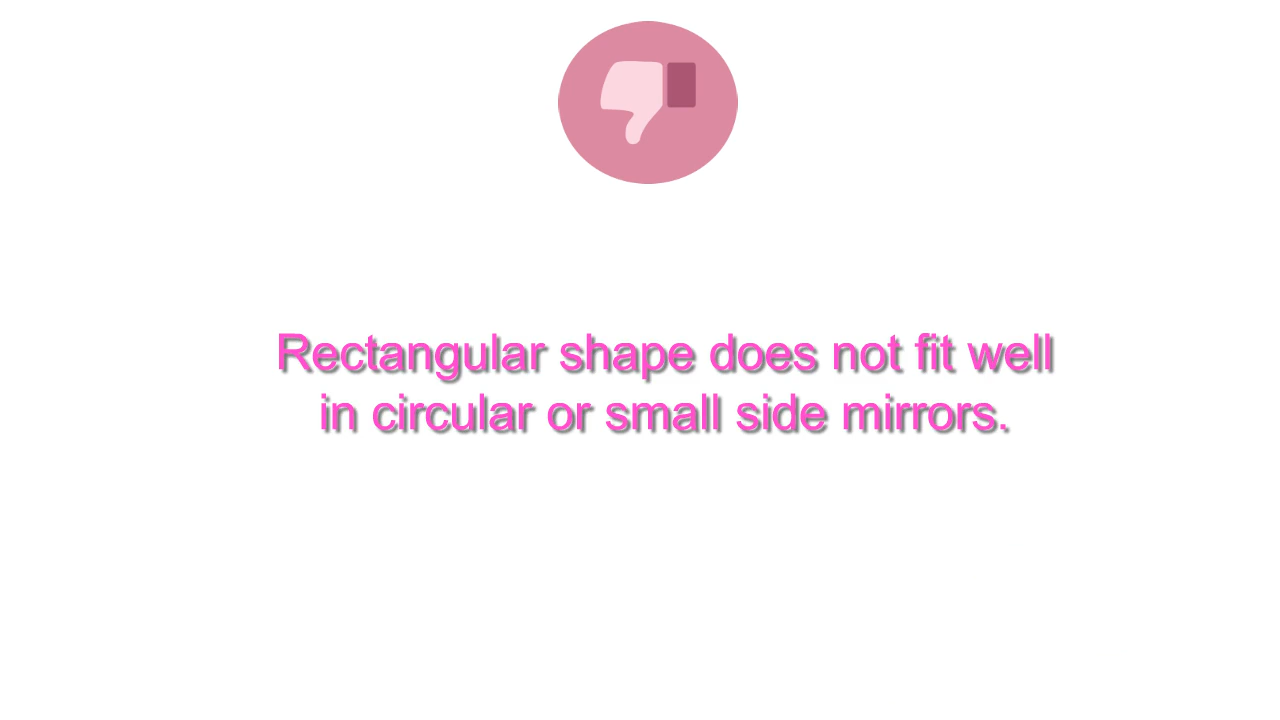 Rectangular shape does not fit well
in circular or small side mirrors.